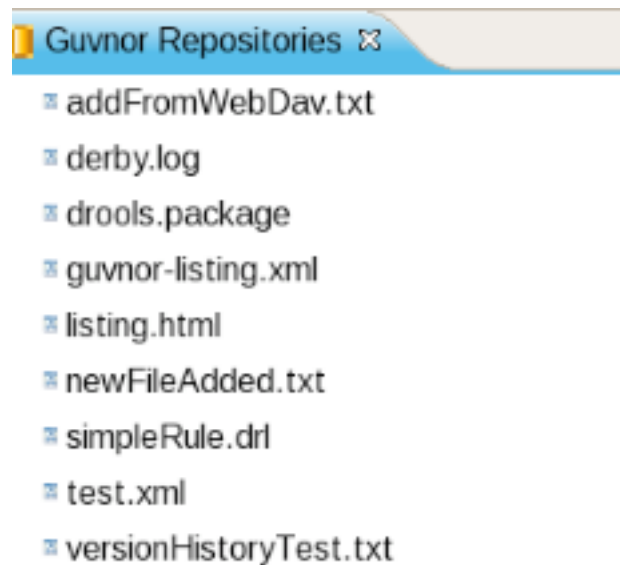 Guvnor Repositories
addFromWebDav.txt
derby.log
drools.package
guvnor-listing.xml
listing.html
newFileAdded.txt
simpleRule.drl
test.xml
versionHistoryTest.txt